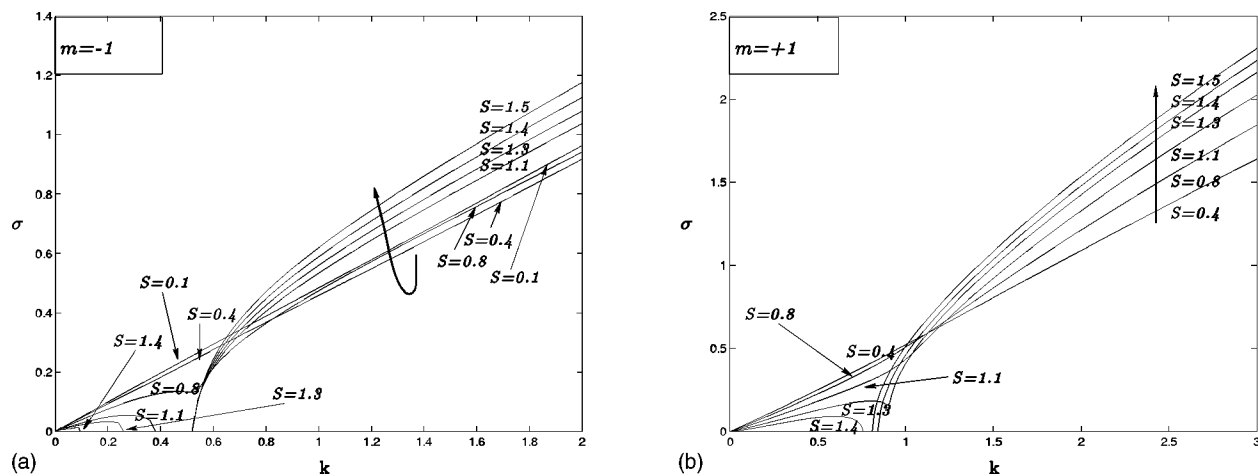 m=-1
1.4
1.2
1
0.8
0.6
0.4
0.2
0
σ
S=1.5
S=1.4
S=1.3
S=1.1
S=0.4
S=0.8
S=0.1
S=0.1
S=0.4
S=1.4
S=0.8
S=1.1
S=1.3
0 0.2 0.4 0.6 0.8 1 1.2 1.4 1.6 1.8 2
k
(a)
m=+1
2.5
2
1.5
1
0.5
0
σ
S=1.5
S=1.4
S=1.3
S=1.1
S=0.8
S=0.4
S=0.8
S=0.4
S=1.1
S=1.3
S=1.4
0 0.5 1 1.5 2 2.5 3
k
(b)